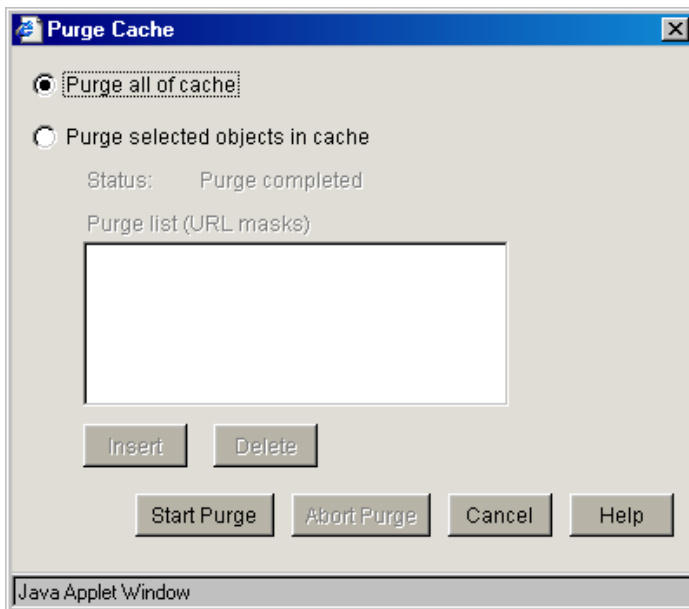 Purge Cache
Purge all of cache
Purge selected objects in cache
Status: Purge completed
Purge list (URL masks)
Insert Delete
Start Purge Abort Purge Cancel Help
Java Applet Window